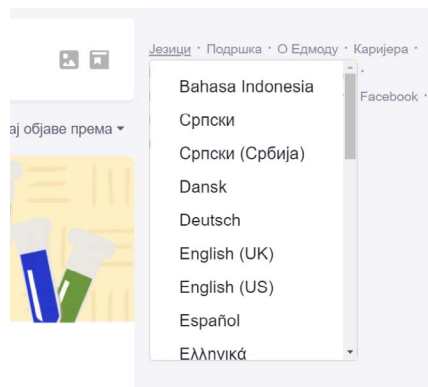 Језици · Подршка · О Едмоду · Каријера ·
· Facebook ·
ај објаве према
Bahasa Indonesia
Српски
Српски (Србија)
Dansk
Deutsch
English (UK)
English (US)
Español
Ελληνικά